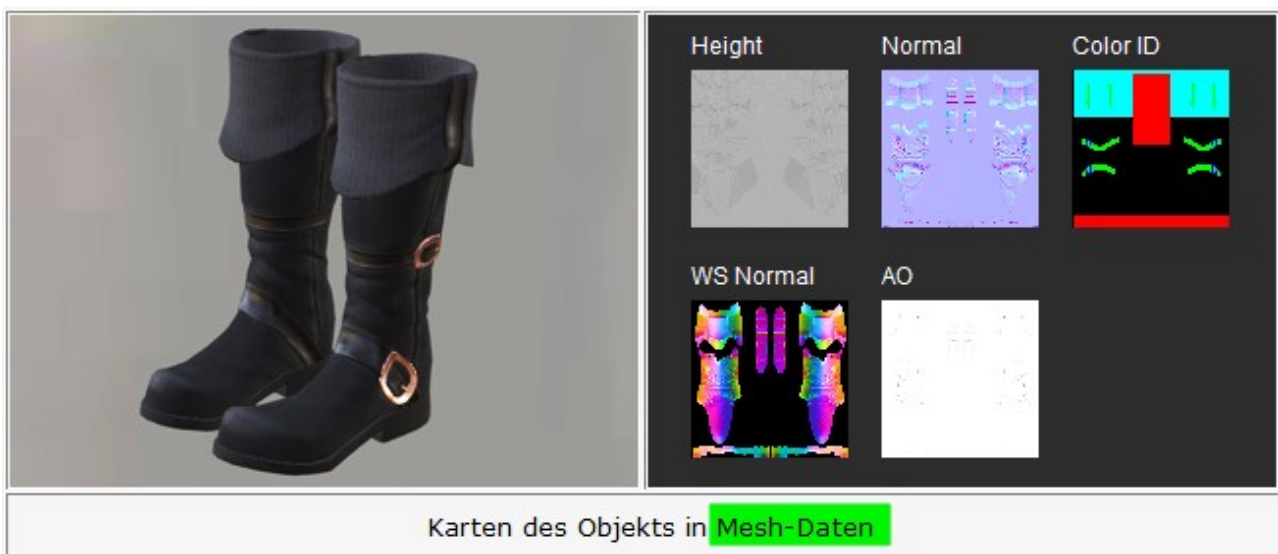 Height Normal Color ID
WS Normal AO
Karten des Objekts in Mesh-Daten